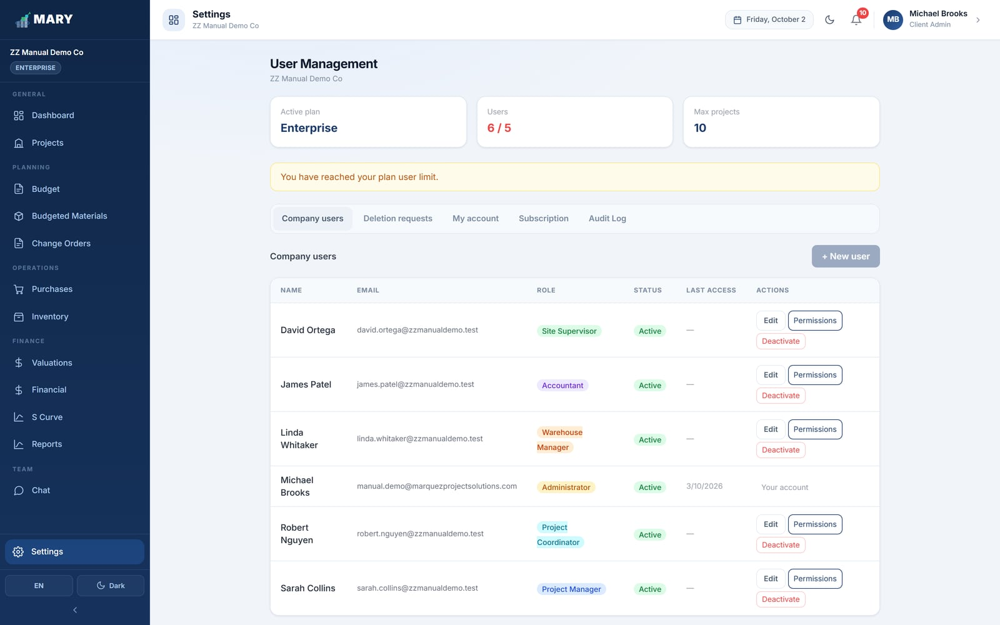 MARY
ZZ Manual Demo Co
ENTERPRISE
GENERAL
Dashboard
Projects
PLANNING
Budget
Budgeted Materials
Change Orders
OPERATIONS
Purchases
Inventory
FINANCE
Valuations
Financial
S Curve
Reports
TEAM
Chat
Settings
EN
Dark
Settings
ZZ Manual Demo Co
Friday, October 2
10
MB
Michael Brooks
Client Admin
User Management
ZZ Manual Demo Co
Active plan
Enterprise
Users
6 / 5
Max projects
10
You have reached your plan user limit.
Company users Deletion requests My account Subscription Audit Log
Company users
+ New user
NAME EMAIL ROLE STATUS LAST ACCESS ACTIONS
David Ortega david.ortega@zzmanualdemo.test Site Supervisor Active — Edit Permissions
Deactivate
James Patel james.patel@zzmanualdemo.test Accountant Active — Edit Permissions
Deactivate
Linda
Whitaker
linda.whitaker@zzmanualdemo.test
Warehouse
Manager
Active — Edit Permissions
Deactivate
Michael
Brooks
manual.demo@marquezprojectsolutions.com Administrator Active 3/10/2026 Your account
Robert
Nguyen
robert.nguyen@zzmanualdemo.test
Project
Coordinator
Active — Edit Permissions
Deactivate
Sarah Collins sarah.collins@zzmanualdemo.test Project Manager Active — Edit Permissions
Deactivate